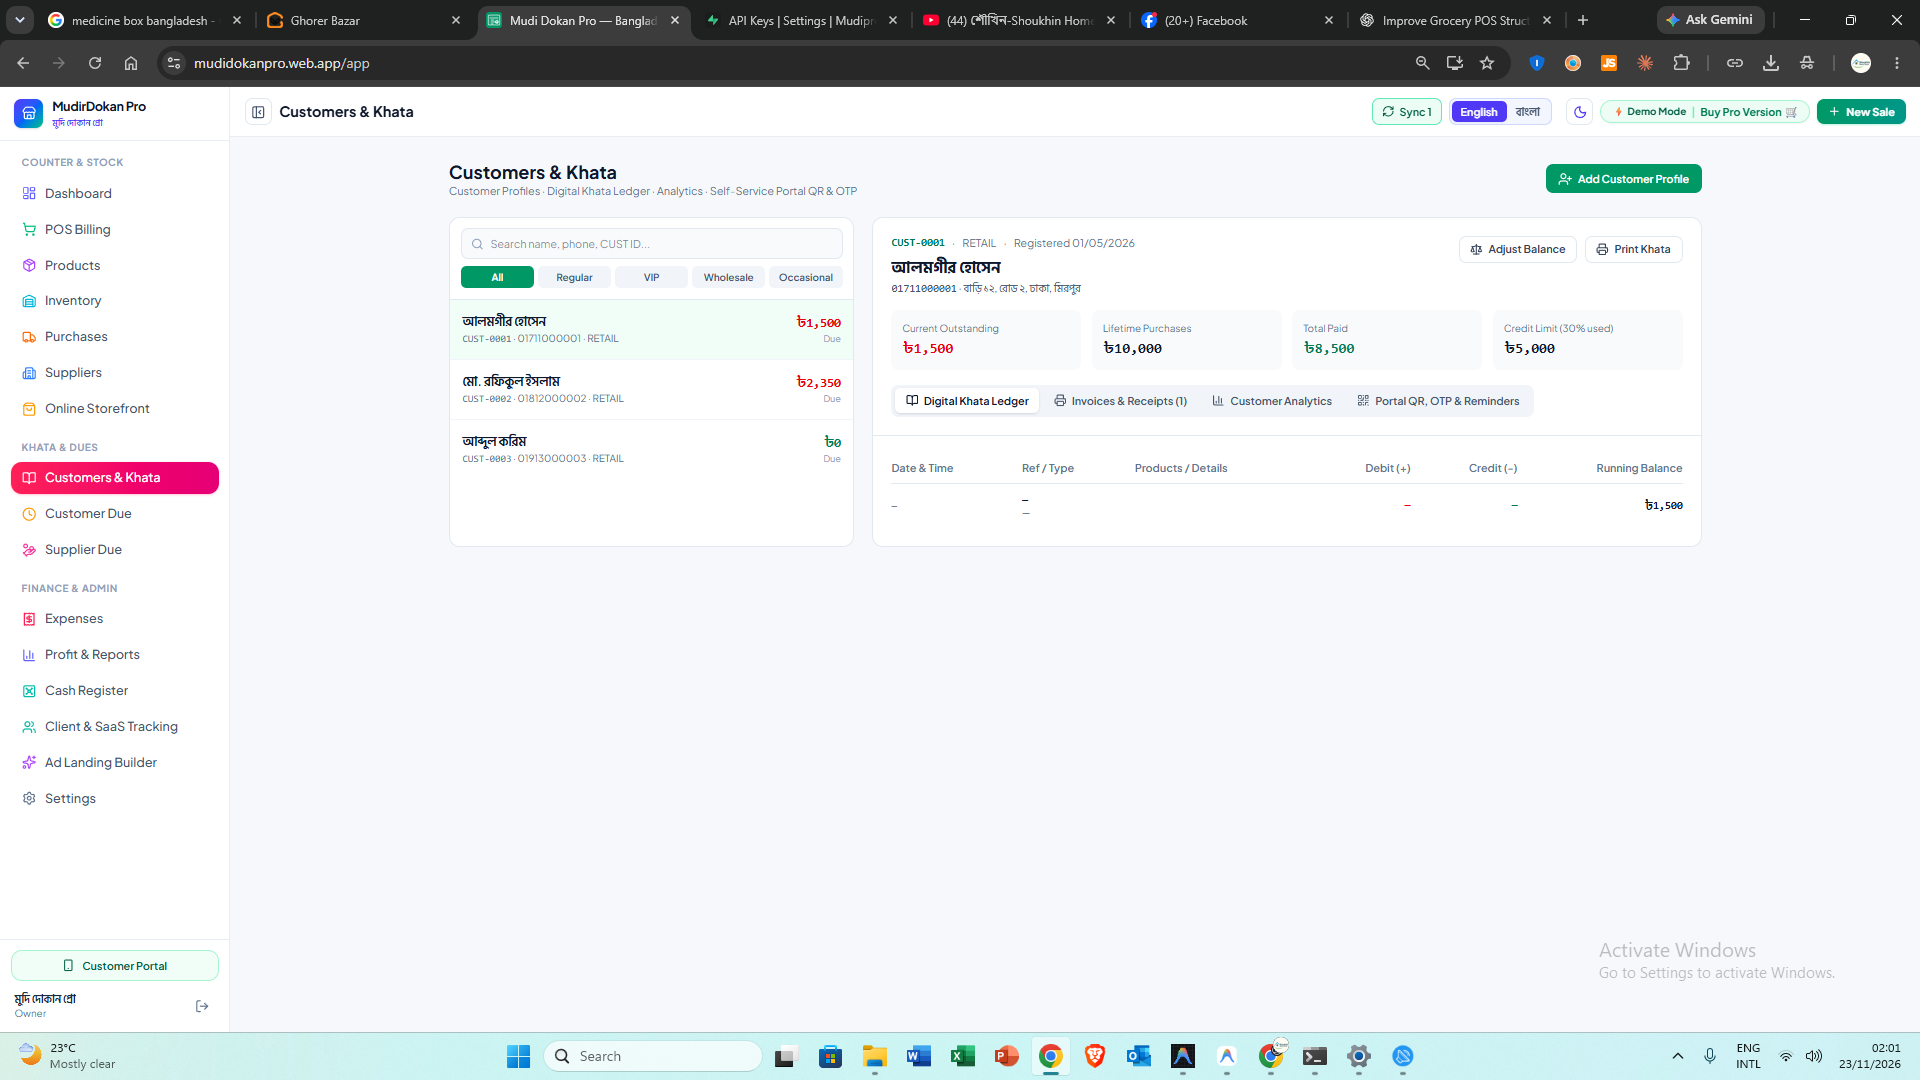 medicine box bangladesh -
Ghorer Bazar
Mudi Dokan Pro — Banglad
API Keys | Settings | Mudipr
(44) শৌখিন-Shoukhin Hom
(20+) Facebook
Improve Grocery POS Struct
Ask Gemini
mudidokanpro.web.app/app
MudirDokan Pro
মুদি দোকান প্রো
Customers & Khata
Sync 1
English
বাংলা
Demo Mode | Buy Pro Version
+ New Sale
COUNTER & STOCK
Dashboard
POS Billing
Products
Inventory
Purchases
Suppliers
Online Storefront
KHATA & DUES
Customers & Khata
Customer Due
Supplier Due
FINANCE & ADMIN
Expenses
Profit & Reports
Cash Register
Client & SaaS Tracking
Ad Landing Builder
Settings
Customer Portal
মুদি দোকান প্রো
Owner
Customers & Khata
Customer Profiles · Digital Khata Ledger · Analytics · Self-Service Portal QR & OTP
Add Customer Profile
Search name, phone, CUST ID...
All
Regular
VIP
Wholesale
Occasional
আলমগীর হোসেন
৳1,500
CUST-0001 · 01711000001 · RETAIL
Due
মো. রফিকুল ইসলাম
৳2,350
CUST-0002 · 01812000002 · RETAIL
Due
আব্দুল করিম
৳0
CUST-0003 · 01913000003 · RETAIL
Due
CUST-0001 · RETAIL · Registered 01/05/2026
আলমগীর হোসেন
01711000001 · বাড়ি ১২, রোড ২, ঢাকা, মিরপুর
Adjust Balance
Print Khata
Current Outstanding
৳1,500
Lifetime Purchases
৳10,000
Total Paid
৳8,500
Credit Limit (30% used)
৳5,000
Digital Khata Ledger
Invoices & Receipts (1)
Customer Analytics
Portal QR, OTP & Reminders
Date & Time
Ref / Type
Products / Details
Debit (+)
Credit (-)
Running Balance
—
—
—
—
—
৳1,500
Activate Windows
Go to Settings to activate Windows.
23°C
Mostly clear
Search
ENG
INTL
02:01
23/11/2026